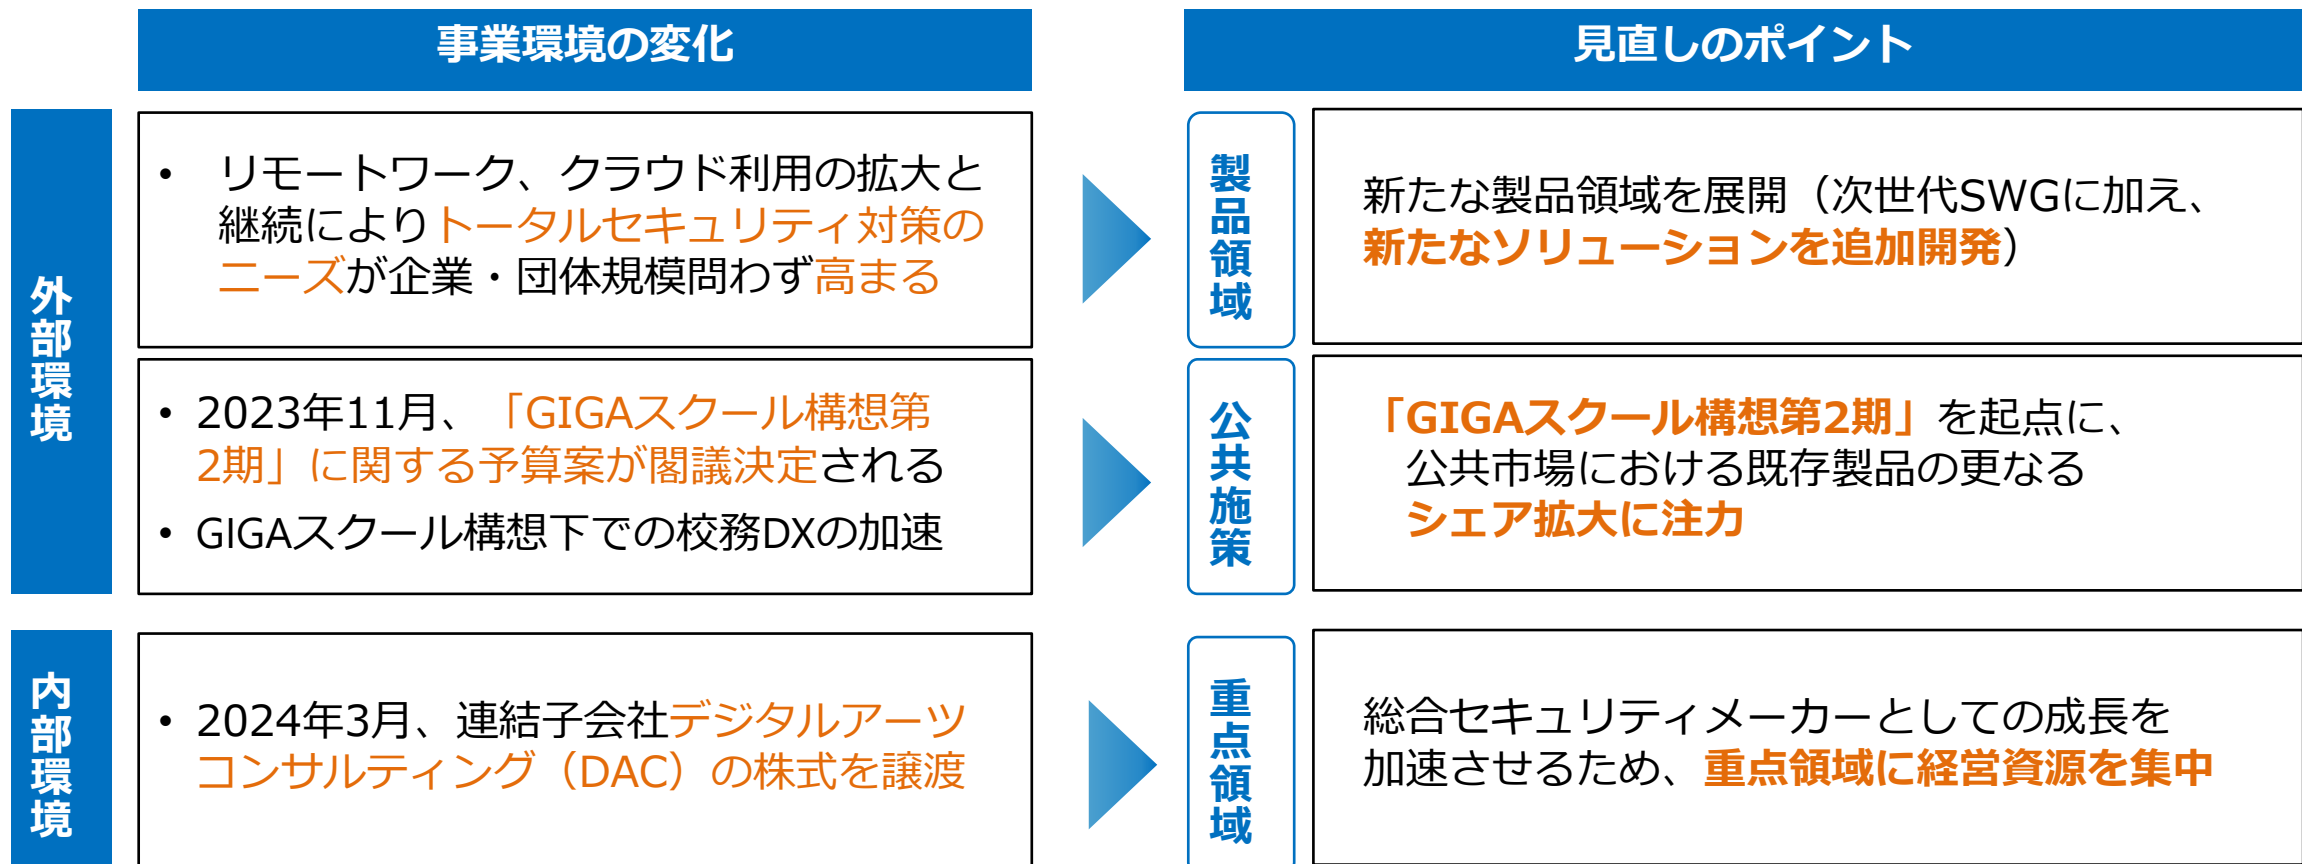 事業環境の変化
見直しのポイント
外部環境
• リモートワーク、クラウド利用の拡大と
継続によりトータルセキュリティ対策の
ニーズが企業・団体規模問わず高まる
製品領域
新たな製品領域を展開（次世代SWGに加え、
新たなソリューションを追加開発）
• 2023年11月、「GIGAスクール構想第
2期」に関する予算案が閣議決定される
• GIGAスクール構想下での校務DXの加速
公共施策
「GIGAスクール構想第2期」を起点に、
公共市場における既存製品の更なる
シェア拡大に注力
内部環境
• 2024年3月、連結子会社デジタルアーツ
コンサルティング（DAC）の株式を譲渡
重点領域
総合セキュリティメーカーとしての成長を
加速させるため、重点領域に経営資源を集中